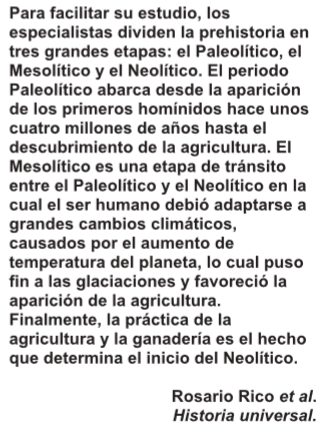 Para facilitar su estudio, los
especialistas dividen la prehistoria en
tres grandes etapas: el Paleolítico, el
Mesolítico y el Neolítico. El periodo
Paleolítico abarca desde la aparición
de los primeros homínidos hace unos
cuatro millones de años hasta el
descubrimiento de la agricultura. El
Mesolítico es una etapa de tránsito
entre el Paleolítico y el Neolítico en la
cual el ser humano debió adaptarse a
grandes cambios climáticos,
causados por el aumento de
temperatura del planeta, lo cual puso
fin a las glaciaciones y favoreció la
aparición de la agricultura.
Finalmente, la práctica de la
agricultura y la ganadería es el hecho
que determina el inicio del Neolítico.
Rosario Rico et al.
Historia universal.